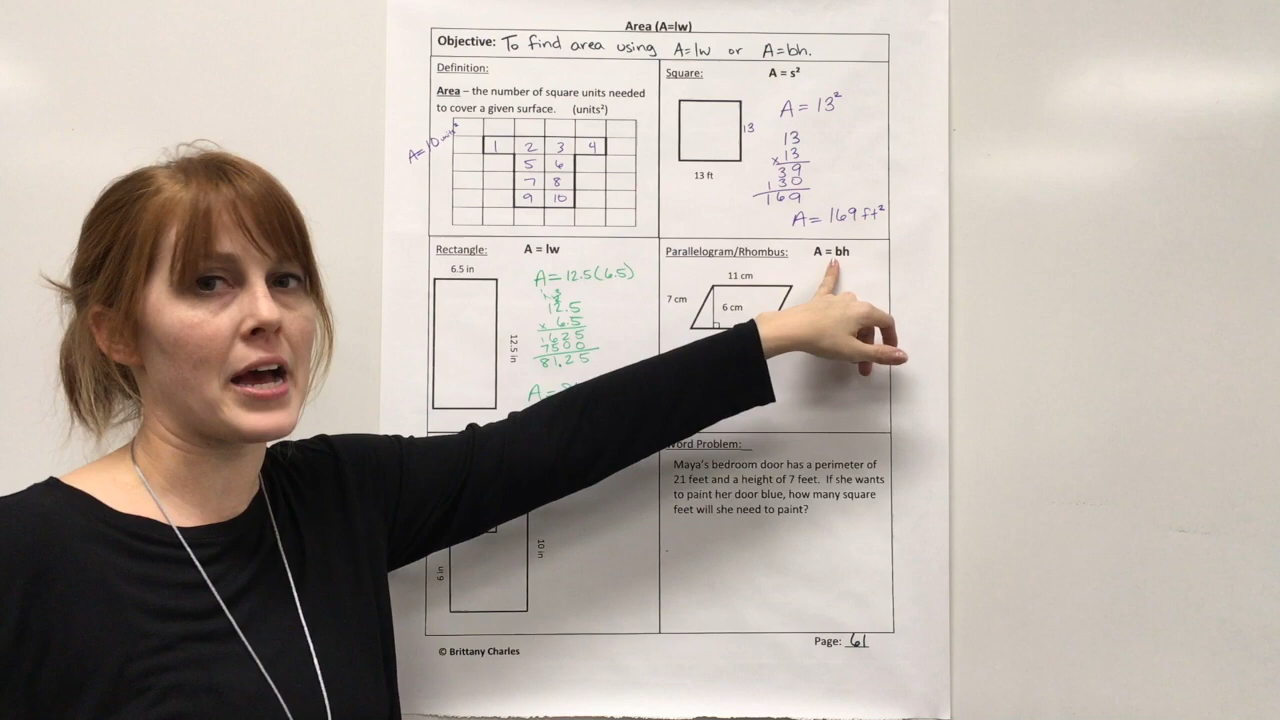 Area (A=lw)
Objective: To find area using A=lw or A=bh.
Definition:
Area – the number of square units needed
to cover a given surface. (units²)
A=10 units²
1 2 3 4
5 6
7 8
9 10
Square: A = s²
13
13 ft
A = 13²
13
x 13
39
130
169
A = 169 ft²
Rectangle: A = lw
6.5 in
12.5 in
A = 12.5(6.5)
12.5
x 6.5
1625
7500
81.25
A =
Parallelogram/Rhombus: A = bh
11 cm
7 cm
6 cm
10 in
6 in
Word Problem:
Maya's bedroom door has a perimeter of
21 feet and a height of 7 feet. If she wants
to paint her door blue, how many square
feet will she need to paint?
© Brittany Charles
Page: 61